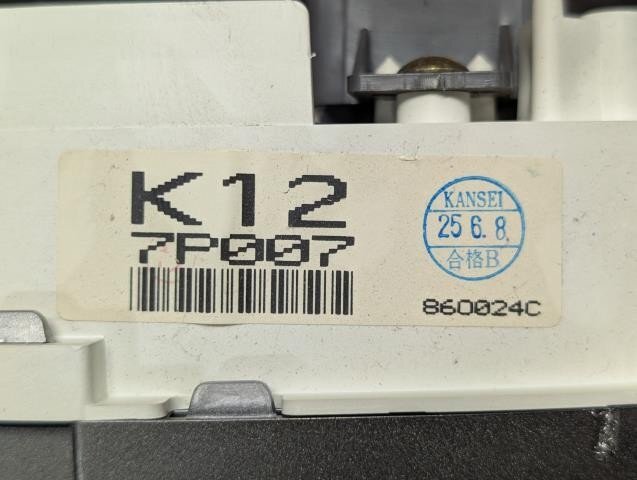 K12
7P007
KANSEI
25 6. 8.
合格B
860024C